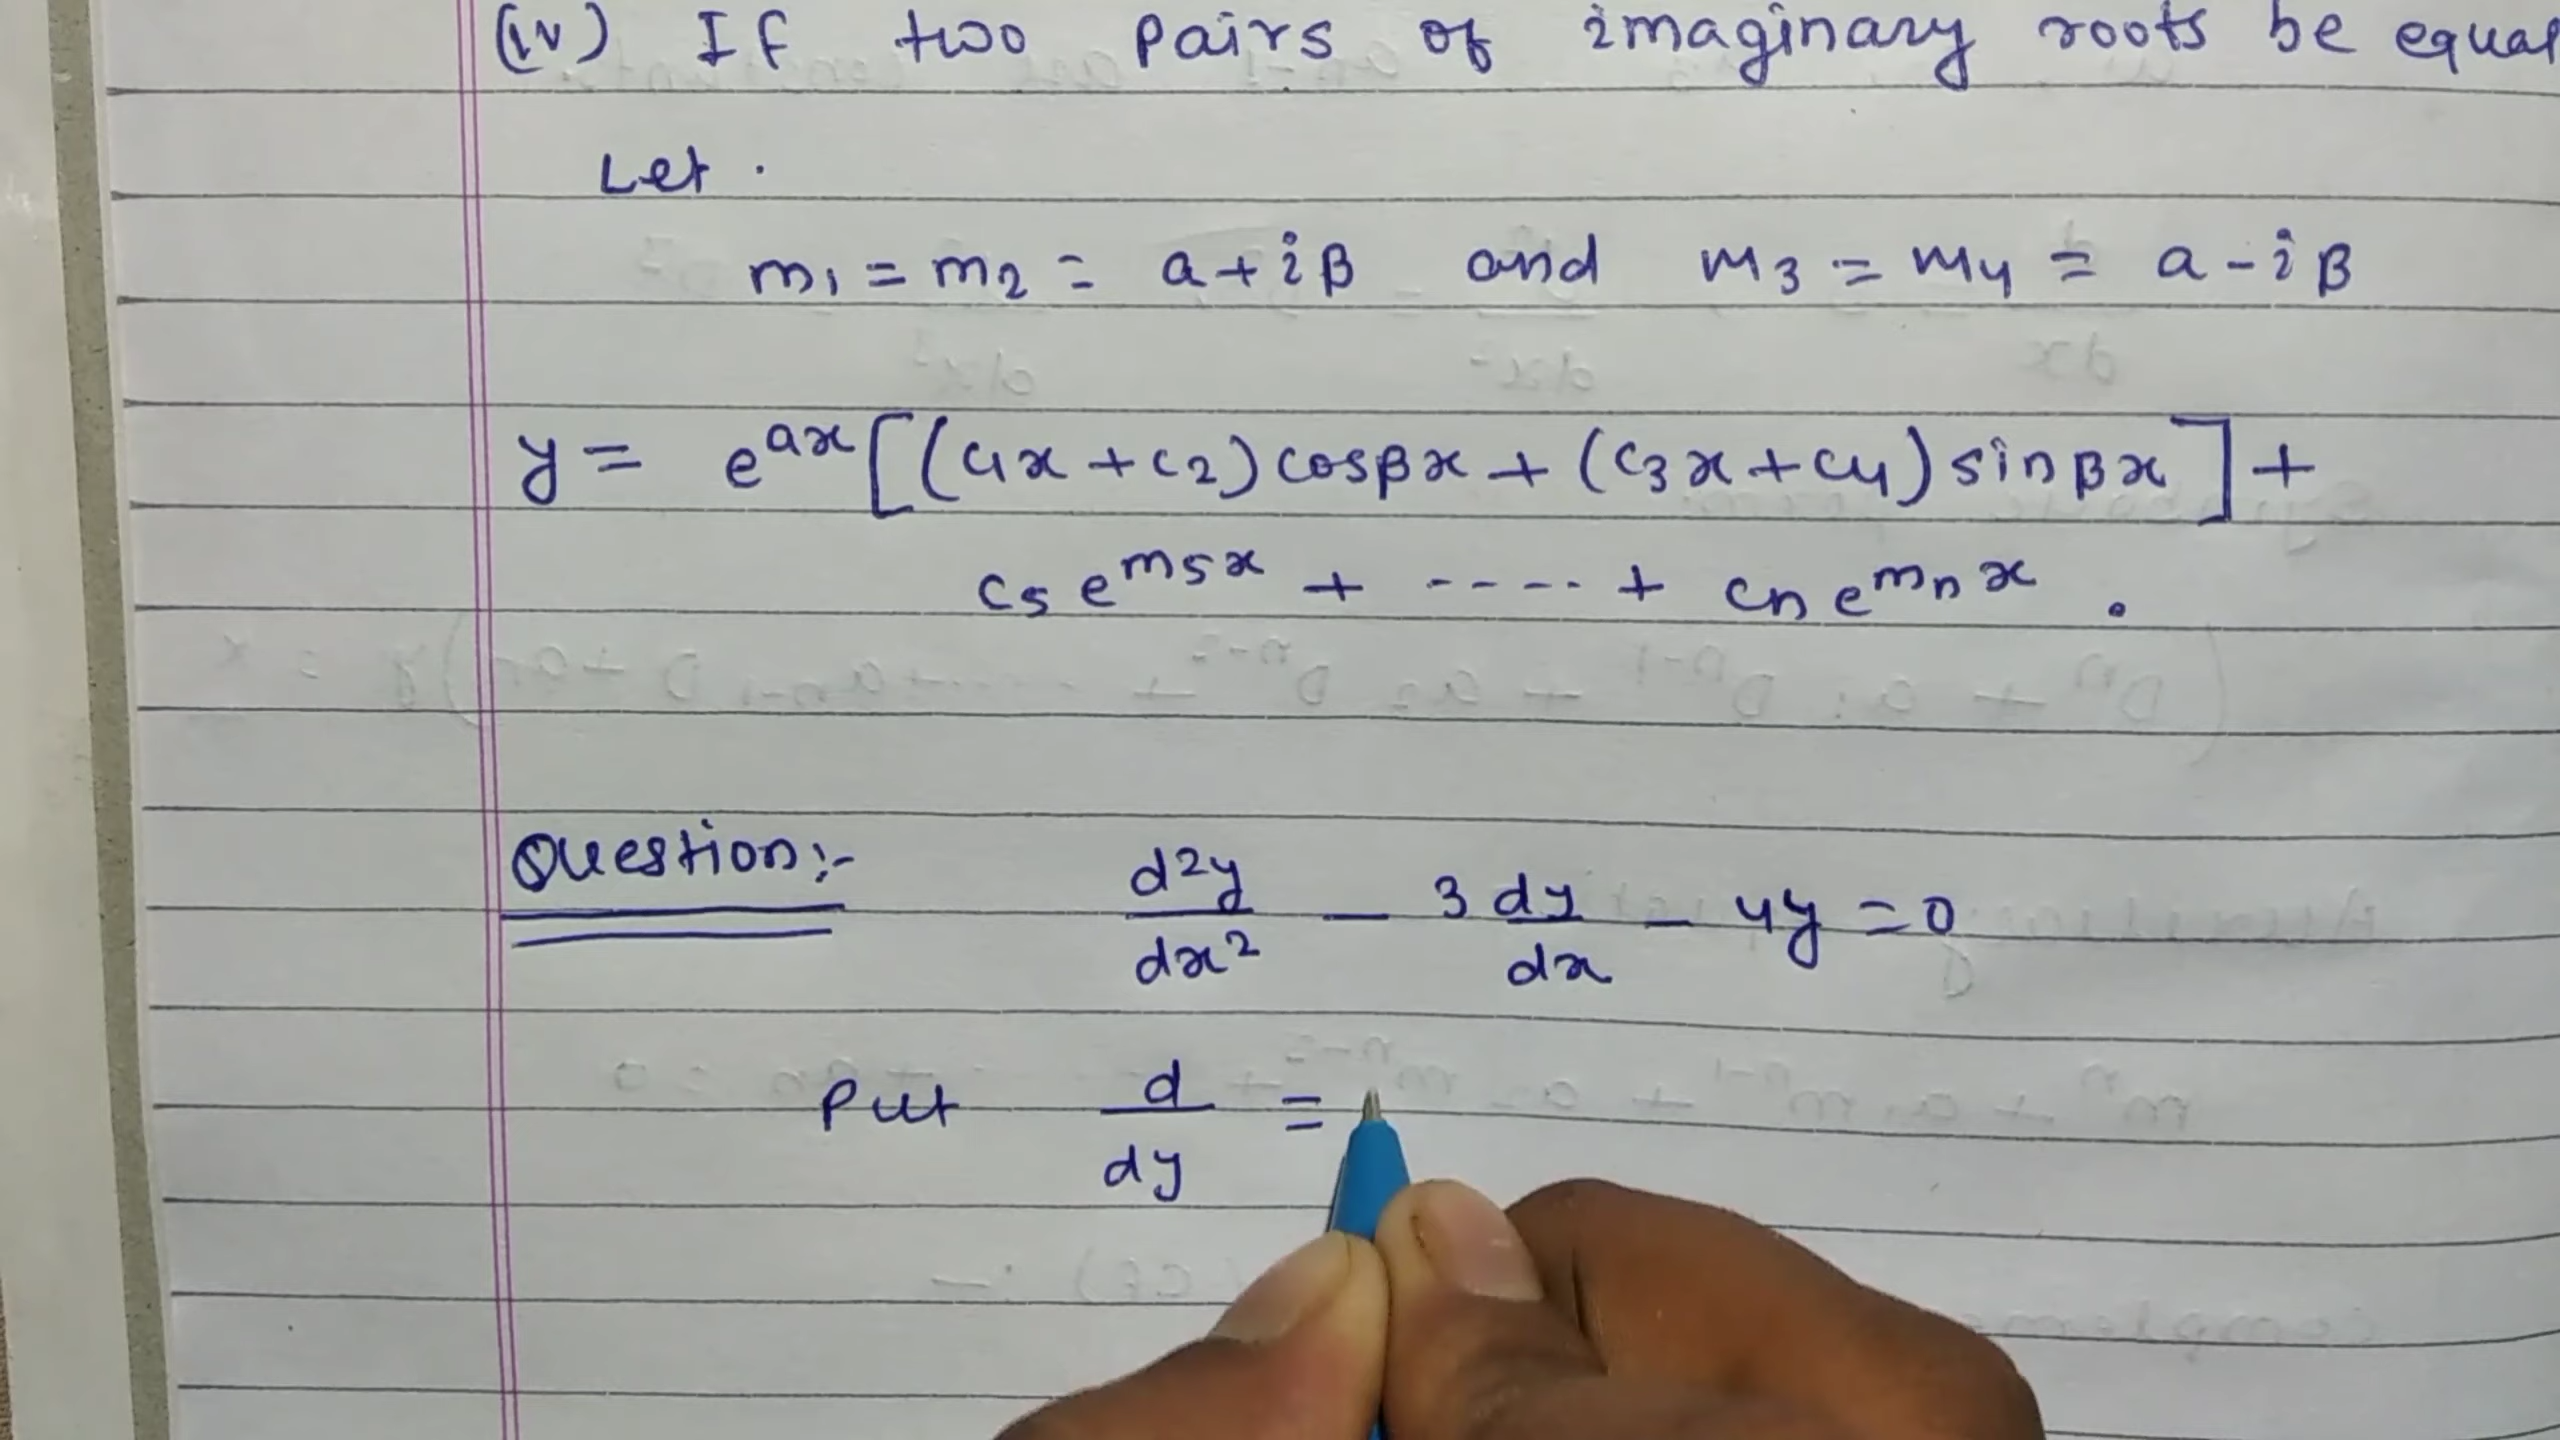 (iv) If two pairs of imaginary roots be equal
Let .
m₁ = m₂ = a+iβ and m₃ = m₄ = a-iβ
y = e^{ax}[(c₁x+c₂)cosβx + (c₃x+c₄)sinβx] +
c₅e^{m₅x} + ----. + cₙe^{mₙx} .
Question:- d²y/dx² - 3 dy/dx - 4y = 0
Put d/dy =